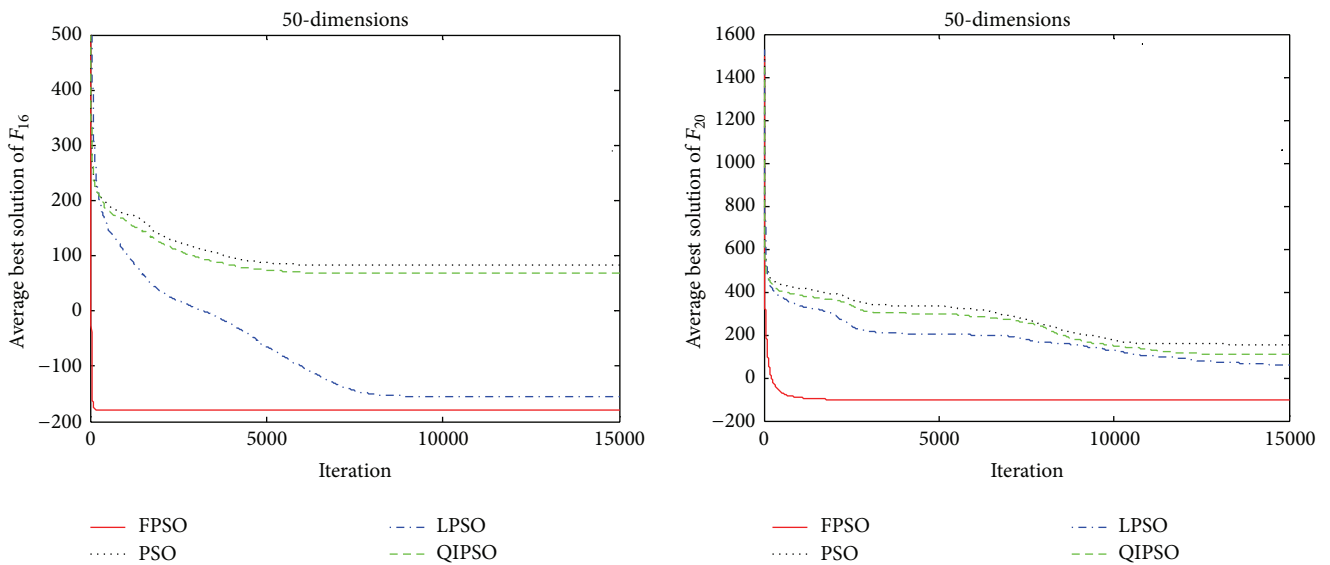 50-dimensions
500
400
300
200
100
0
−100
−200
Average best solution of F16
0
5000
10000
15000
Iteration
FPSO
PSO
LPSO
QIPSO
50-dimensions
1600
1400
1200
1000
800
600
400
200
0
−200
Average best solution of F20
0
5000
10000
15000
Iteration
FPSO
PSO
LPSO
QIPSO